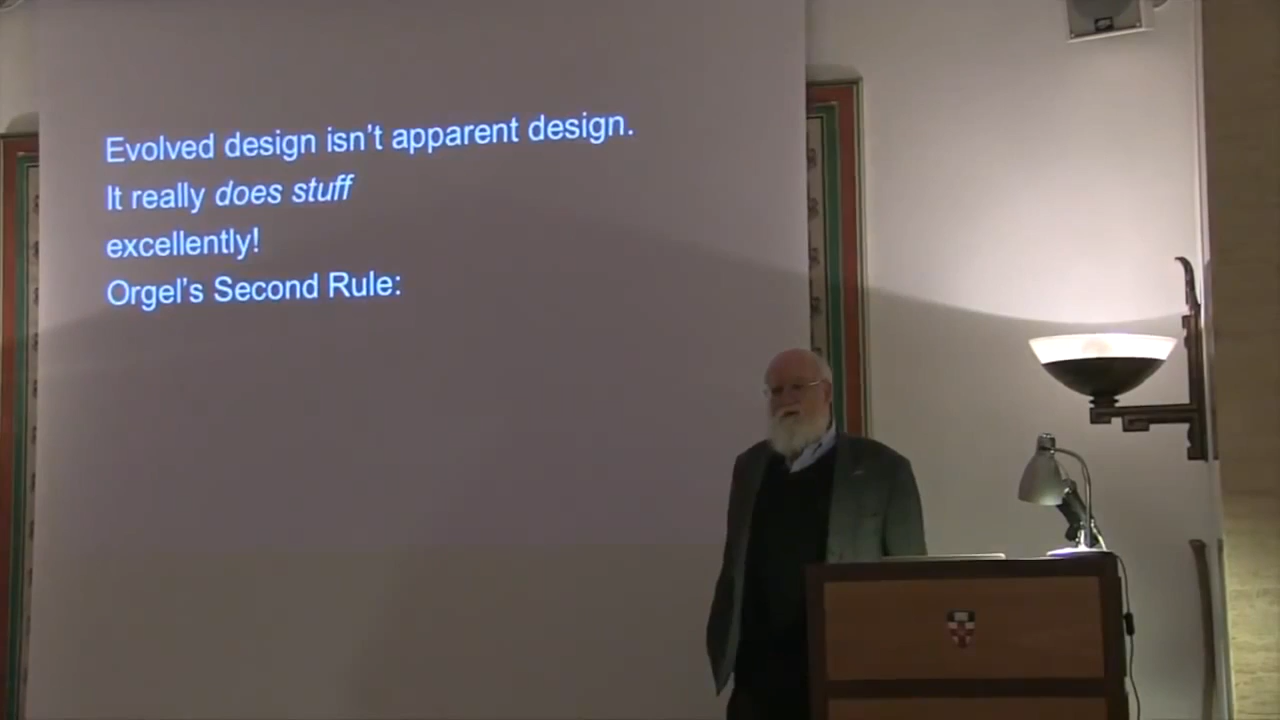 Evolved design isn't apparent design.
It really does stuff
excellently!
Orgel's Second Rule: